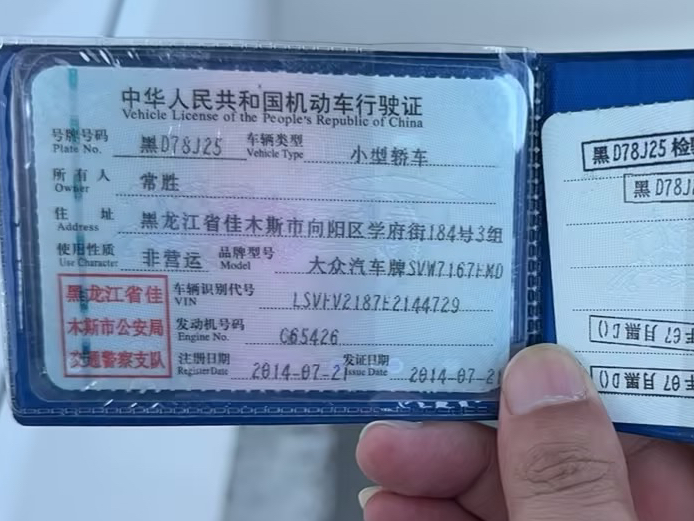 中华人民共和国机动车行驶证
Vehicle License of the People's Republic of China
号牌号码 黑D78J25 车辆类型 小型轿车
Plate No. Vehicle Type
所有人 常胜
Owner
住址 黑龙江省佳木斯市向阳区学府街184号3组
Address
使用性质 非营运 品牌型号 大众汽车牌SVW7167FMD
Use Character Model
车辆识别代号 LSVFV2187E2144729
VIN
发动机号码 C65426
Engine No.
注册日期 2014-07-21 发证日期 2014-07-21
Register Date Issue Date
黑龙江省佳
木斯市公安局
交通警察支队
黑D78J25 检
黑D78J